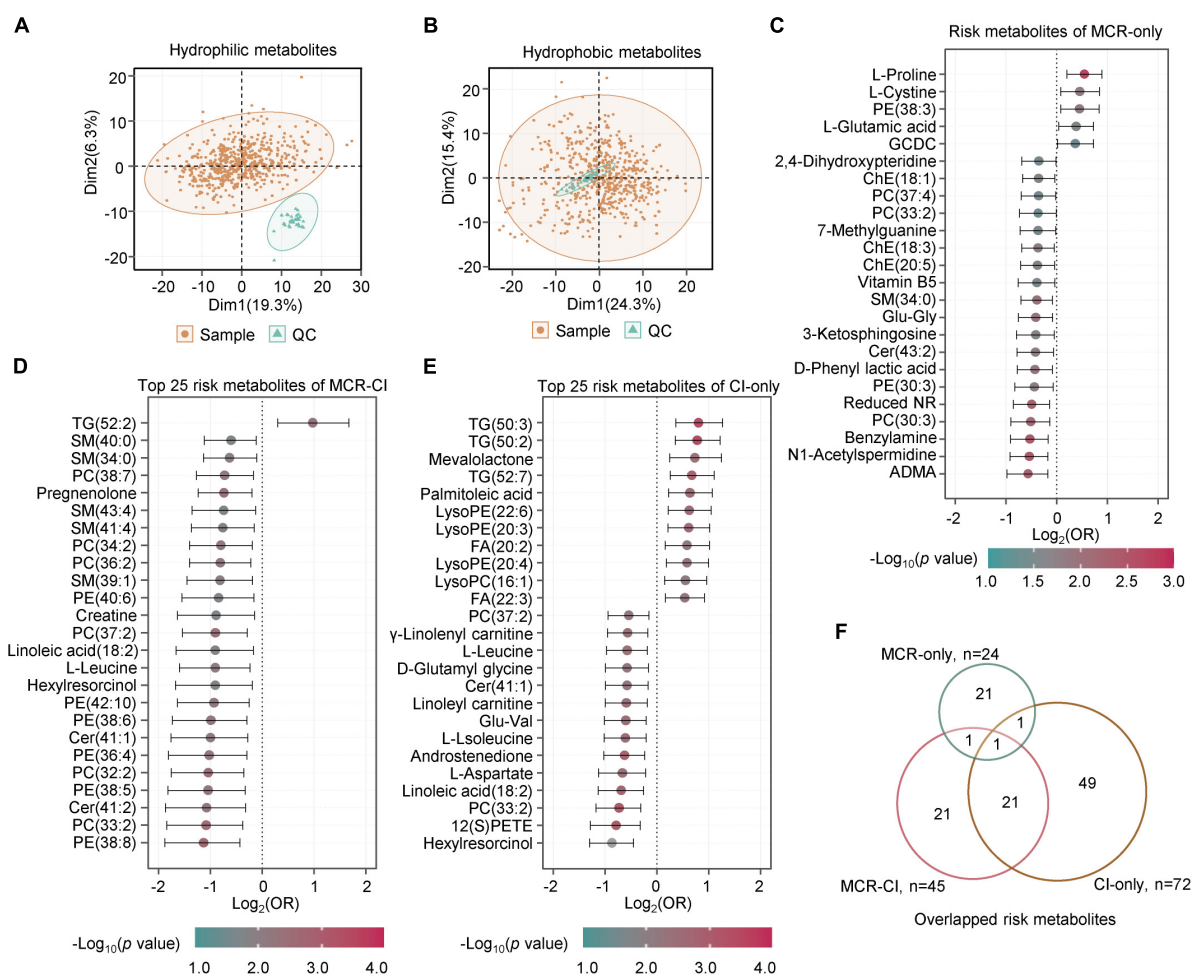 A
Hydrophilic metabolites
Dim2(6.3%)
20
10
0
-10
-20
-20
-10
0
10
20
30
Dim1(19.3%)
Sample
QC
B
Hydrophobic metabolites
Dim2(15.4%)
20
10
0
-10
-20
-20
-10
0
10
20
Dim1(24.3%)
Sample
QC
C
Risk metabolites of MCR-only
L-Proline
L-Cystine
PE(38:3)
L-Glutamic acid
GCDC
2,4-Dihydroxypteridine
ChE(18:1)
PC(37:4)
PC(33:2)
7-Methylguanine
ChE(18:3)
ChE(20:5)
Vitamin B5
SM(34:0)
Glu-Gly
3-Ketosphingosine
Cer(43:2)
D-Phenyl lactic acid
PE(30:3)
Reduced NR
PC(30:3)
Benzylamine
N1-Acetylspermidine
ADMA
-2
-1
0
1
2
Log2(OR)
-Log10(p value)
1.0
1.5
2.0
2.5
3.0
D
Top 25 risk metabolites of MCR-CI
TG(52:2)
SM(40:0)
SM(34:0)
PC(38:7)
Pregnenolone
SM(43:4)
SM(41:4)
PC(34:2)
PC(36:2)
SM(39:1)
PE(40:6)
Creatine
PC(37:2)
Linoleic acid(18:2)
L-Leucine
Hexylresorcinol
PE(42:10)
PE(38:6)
Cer(41:1)
PE(36:4)
PC(32:2)
PE(38:5)
Cer(41:2)
PC(33:2)
PE(38:8)
-2
-1
0
1
2
Log2(OR)
-Log10(p value)
1.0
2.0
3.0
4.0
E
Top 25 risk metabolites of CI-only
TG(50:3)
TG(50:2)
Mevalolactone
TG(52:7)
Palmitoleic acid
LysoPE(22:6)
LysoPE(20:3)
FA(20:2)
LysoPE(20:4)
LysoPC(16:1)
FA(22:3)
PC(37:2)
γ-Linolenyl carnitine
L-Leucine
D-Glutamyl glycine
Cer(41:1)
Linoleyl carnitine
Glu-Val
L-Lsoleucine
Androstenedione
L-Aspartate
Linoleic acid(18:2)
PC(33:2)
12(S)PETE
Hexylresorcinol
-2
-1
0
1
2
Log2(OR)
-Log10(p value)
1.0
2.0
3.0
4.0
F
MCR-only, n=24
21
1
1
1
49
21
21
MCR-CI, n=45
CI-only, n=72
Overlapped risk metabolites